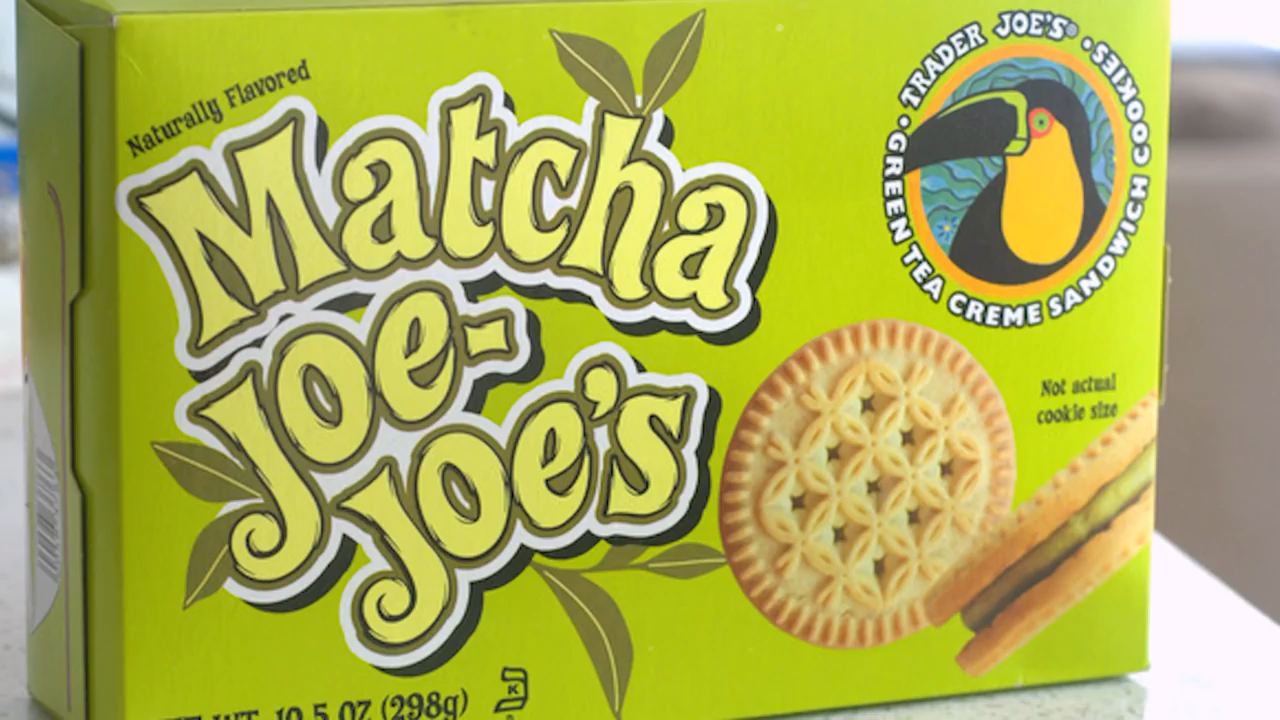 Naturally Flavored
Matcha
Joe-
Joe's
TRADER JOE'S® • COOKIES
• GREEN TEA CREME SANDWICH
Not actual
cookie size
WT. 10.5 OZ (298g)
K